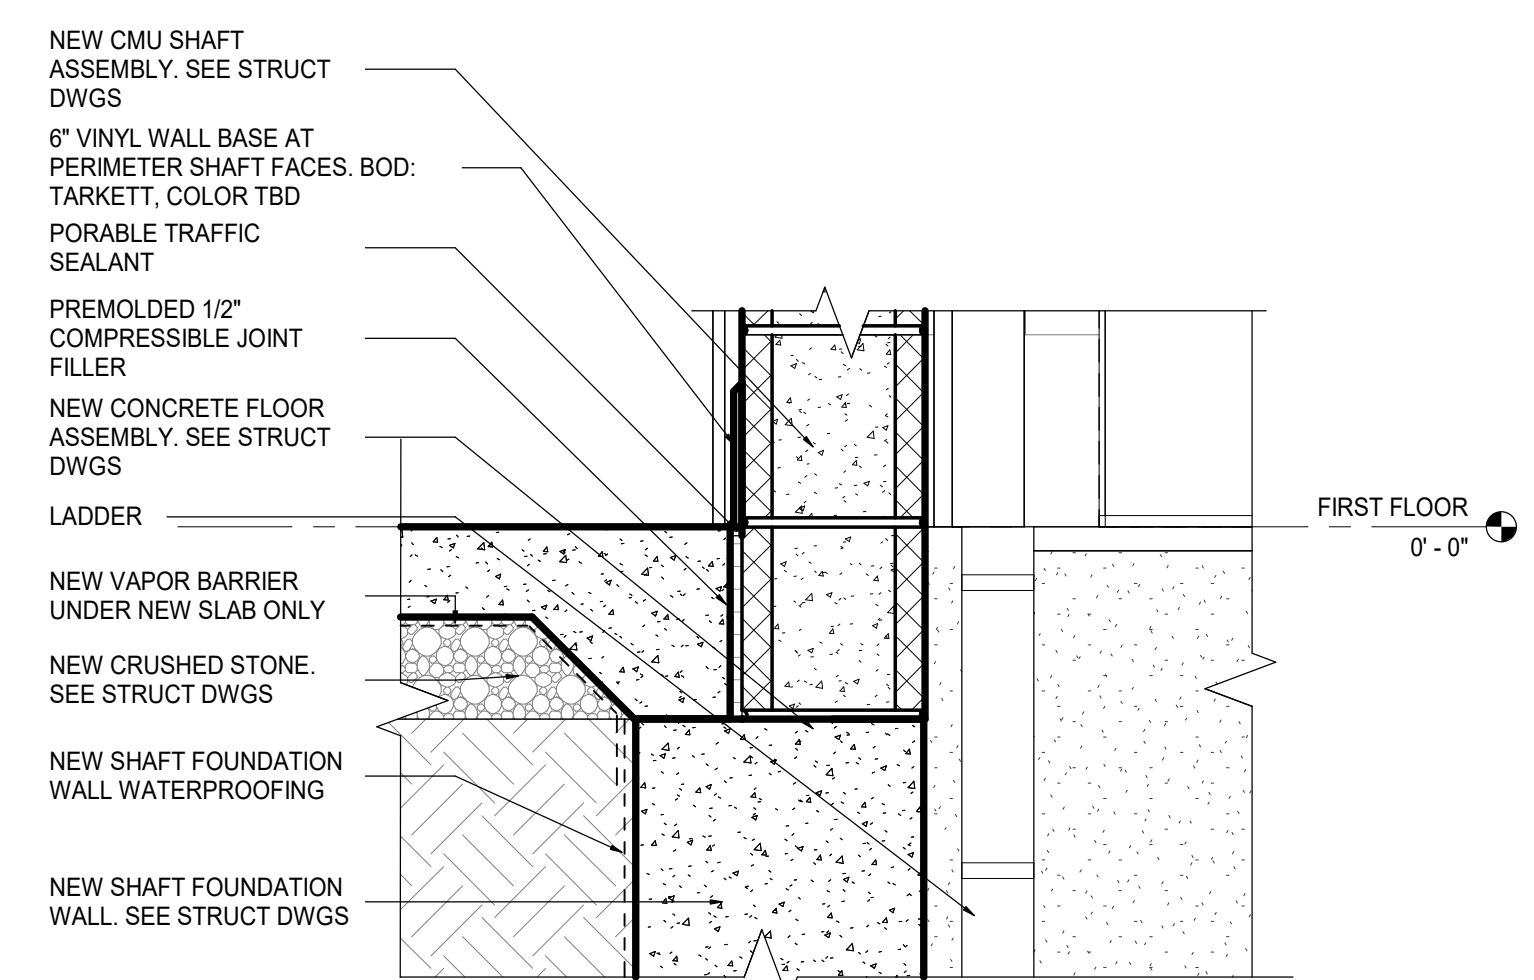 NEW CMU SHAFT
ASSEMBLY. SEE STRUCT
DWGS
6" VINYL WALL BASE AT
PERIMETER SHAFT FACES. BOD:
TARKETT, COLOR TBD
PORABLE TRAFFIC
SEALANT
PREMOLDED 1/2"
COMPRESSIBLE JOINT
FILLER
NEW CONCRETE FLOOR
ASSEMBLY. SEE STRUCT
DWGS
LADDER
NEW VAPOR BARRIER
UNDER NEW SLAB ONLY
NEW CRUSHED STONE.
SEE STRUCT DWGS
NEW SHAFT FOUNDATION
WALL WATERPROOFING
NEW SHAFT FOUNDATION
WALL. SEE STRUCT DWGS
FIRST FLOOR
0' - 0"